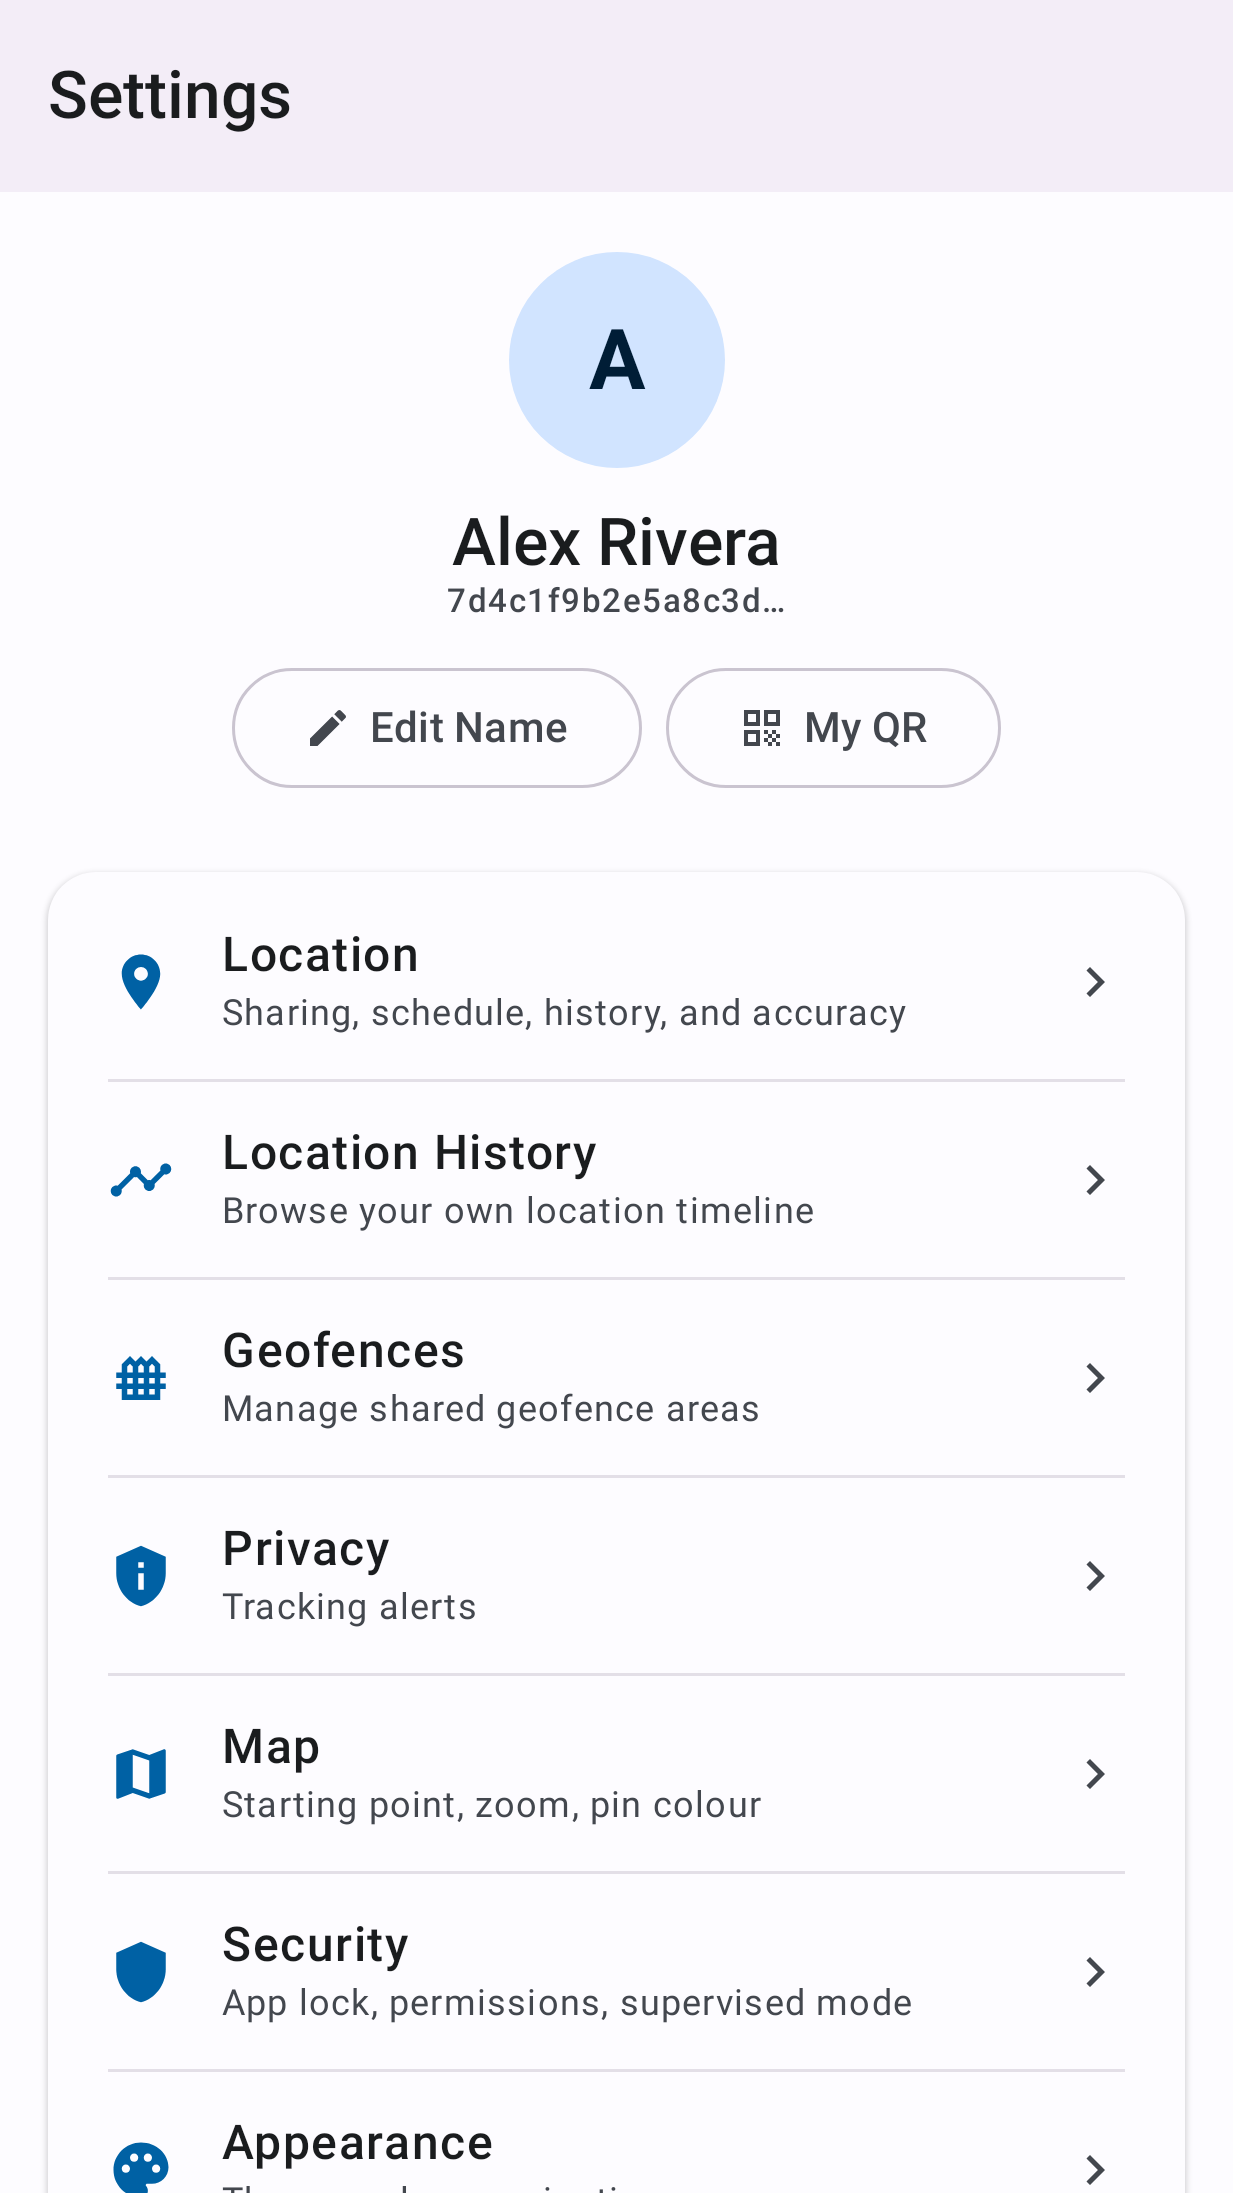 Settings
A
Alex Rivera
7d4c1f9b2e5a8c3d…
Edit Name
My QR
Location
Sharing, schedule, history, and accuracy
Location History
Browse your own location timeline
Geofences
Manage shared geofence areas
Privacy
Tracking alerts
Map
Starting point, zoom, pin colour
Security
App lock, permissions, supervised mode
Appearance